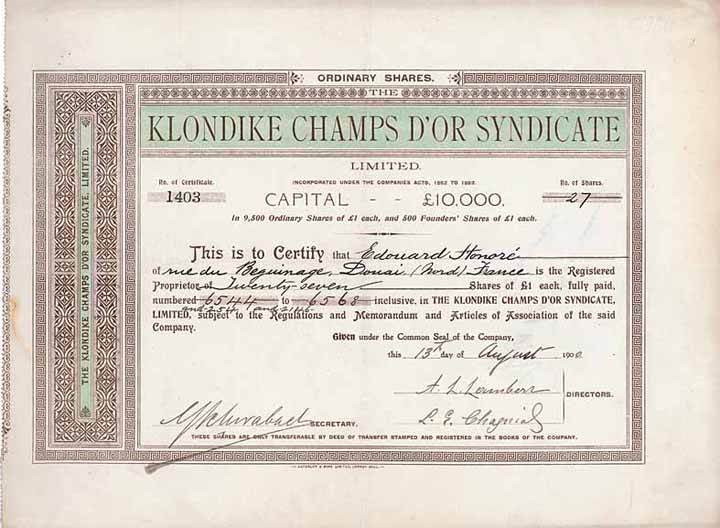 ORDINARY SHARES.
THE
KLONDIKE CHAMPS D'OR SYNDICATE
LIMITED.
INCORPORATED UNDER THE COMPANIES ACTS, 1862 TO 1893.
No. of Certificate. 1403
CAPITAL - - £10,000.
No. of Shares. 27
In 9,500 Ordinary Shares of £1 each, and 500 Founders' Shares of £1 each.
This is to Certify that Edouard Honoré
of rue du Beguinage, Douai (Nord) France is the Registered
Proprietor of Twenty-seven Shares of £1 each, fully paid,
numbered 6544 to 6568 inclusive, in THE KLONDIKE CHAMPS D'OR SYNDICATE,
and 254 and 2146
LIMITED, subject to the Regulations and Memorandum and Articles of Association of the said
Company.
Given under the Common Seal of the Company,
this 13th day of August 1900
A. L. Lambert
DIRECTORS.
SECRETARY.
THESE SHARES ARE ONLY TRANSFERABLE BY DEED OF TRANSFER STAMPED AND REGISTERED IN THE BOOKS OF THE COMPANY.
THE KLONDIKE CHAMPS D'OR SYNDICATE, LIMITED.